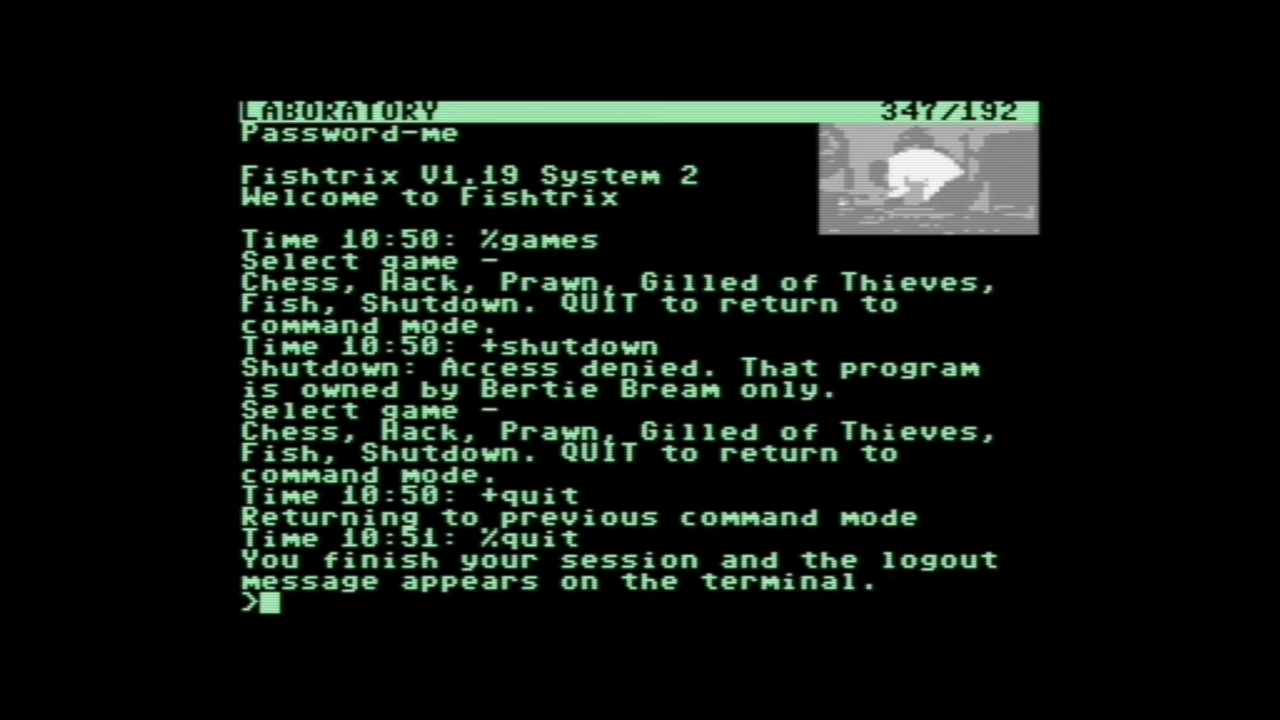 LABORATORY 347/192
Password-me
Fishtrix V1.19 System 2
Welcome to Fishtrix
Time 10:50: %games
Select game -
Chess, Hack, Prawn, Gilled of Thieves,
Fish, Shutdown. QUIT to return to
command mode.
Time 10:50: +shutdown
Shutdown: Access denied. That program
is owned by Bertie Bream only.
Select game -
Chess, Hack, Prawn, Gilled of Thieves,
Fish, Shutdown. QUIT to return to
command mode.
Time 10:50: +quit
Returning to previous command mode
Time 10:51: %quit
You finish your session and the logout
message appears on the terminal.
>